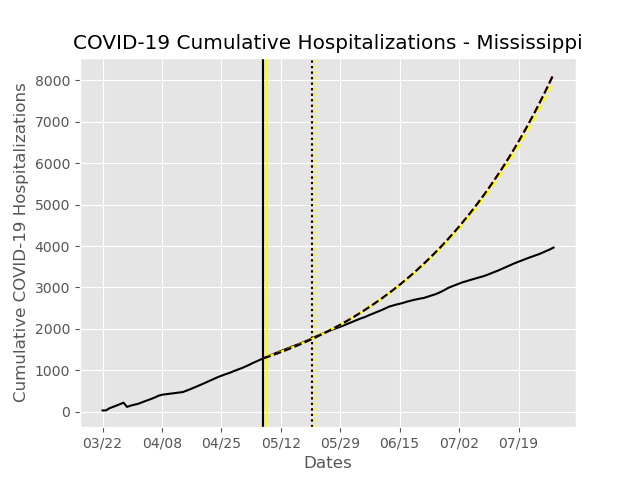 COVID-19 Cumulative Hospitalizations - Mississippi
Cumulative COVID-19 Hospitalizations
8000
7000
6000
5000
4000
3000
2000
1000
0
03/22 04/08 04/25 05/12 05/29 06/15 07/02 07/19
Dates